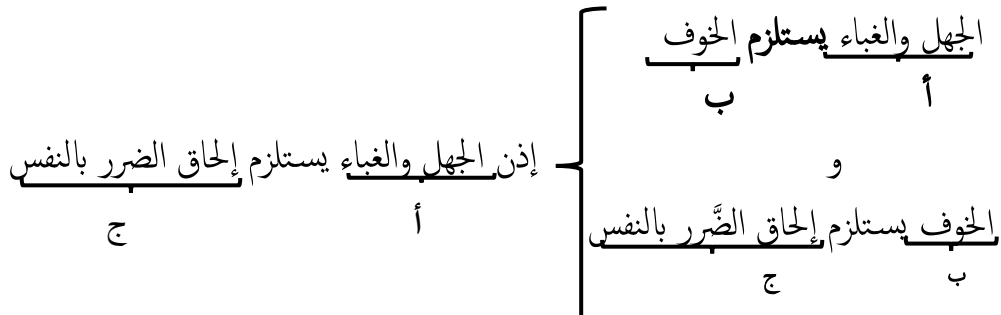 الجهل والغباء يستلزم الخوف
أ ب
و
الخوف يستلزم إلحاق الضَّرر بالنفس
ب ج
إذن الجهل والغباء يستلزم إلحاق الضرر بالنفس
أ ج